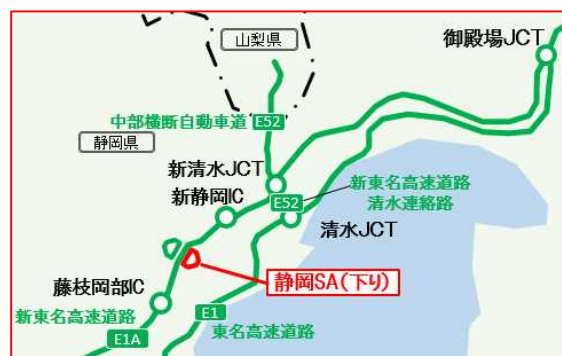 山梨県
御殿場JCT
中部横断自動車道 E52
静岡県
新清水JCT
新静岡IC
E52
新東名高速道路
清水連絡路
清水JCT
静岡SA(下り)
藤枝岡部IC
新東名高速道路
E1A
E1
東名高速道路